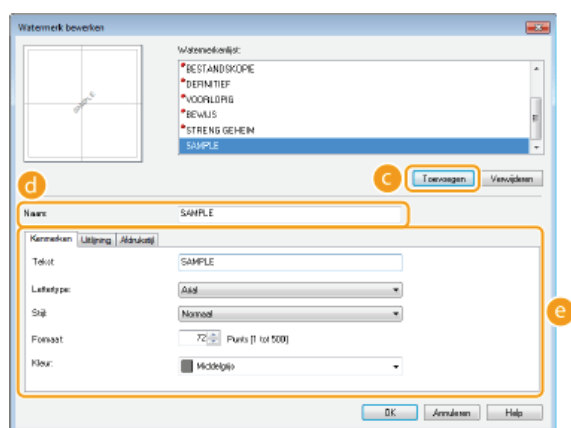 Watermerk bewerken
Watermerkenlijst:
BESTANDSKOPIE
DEFINITIEF
VOORLOPIG
BEWIJS
STRENG GEHEIM
SAMPLE
SAMPLE
c
Toevoegen Verwijderen
d
Naam: SAMPLE
Kenmerken Uitlijning Afdrukstijl
Tekst: SAMPLE
Lettertype: Arial
Stijl: Normaal
Formaat: 72 Punts [1 tot 500]
Kleur: Middelgrijs
e
OK Annuleren Help